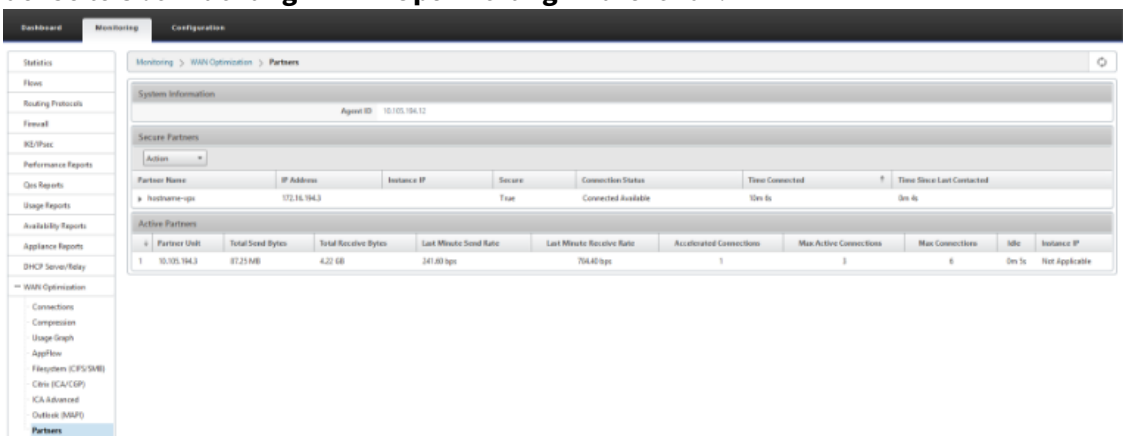 Dashboard Monitoring Configuration
Statistics
Flows
Routing Protocols
Firewall
IKE/IPsec
Performance Reports
Qos Reports
Usage Reports
Availability Reports
Appliance Reports
DHCP Server/Relay
WAN Optimization
Connections
Compression
Usage Graph
AppFlow
Filesystem (CIFS/SMB)
Citrix (ICA/CGP)
ICA Advanced
Outlook (MAPI)
Partners
Monitoring > WAN Optimization > Partners
System Information
Agent ID 10.105.194.12
Secure Partners
Action
Partner Name IP Address Instance IP Secure Connection Status Time Connected Time Since Last Contacted
hostname-vpx 172.16.194.3 True Connected Available 10m 8s 0m 4s
Active Partners
Partner Unit Total Send Bytes Total Receive Bytes Last Minute Send Rate Last Minute Receive Rate Accelerated Connections Max Active Connections Max Connections Idle Instance IP
1 10.105.194.3 87.25 MB 4.22 GB 241.60 bps 704.40 bps 1 3 6 0m 5s Not Applicable